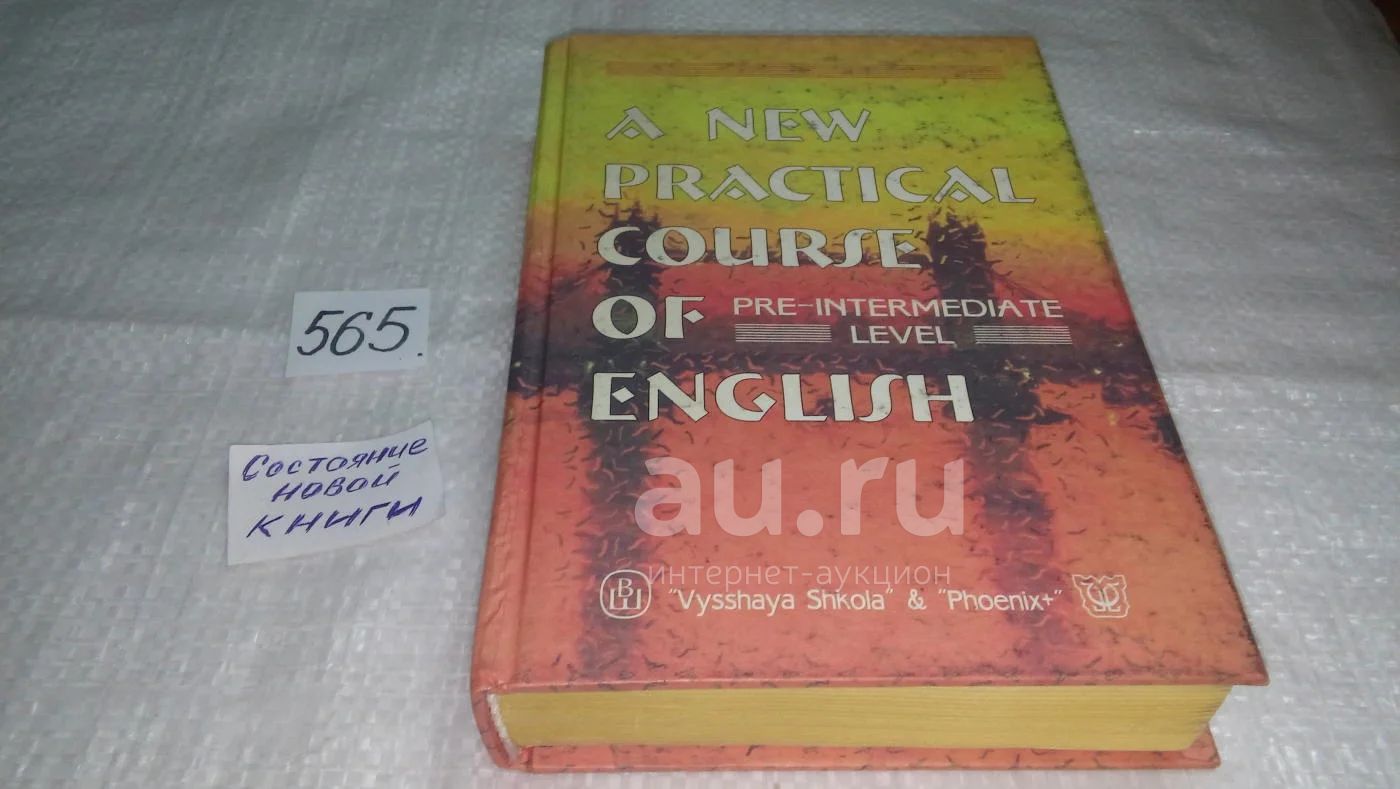 A NEW
PRACTICAL
COURSE
OF
PRE-INTERMEDIATE
LEVEL
ENGLISH
565.
Состояние
новой
книги
au.ru
интернет-аукцион
ВШ "Vysshaya Shkola" & "Phoenix+"